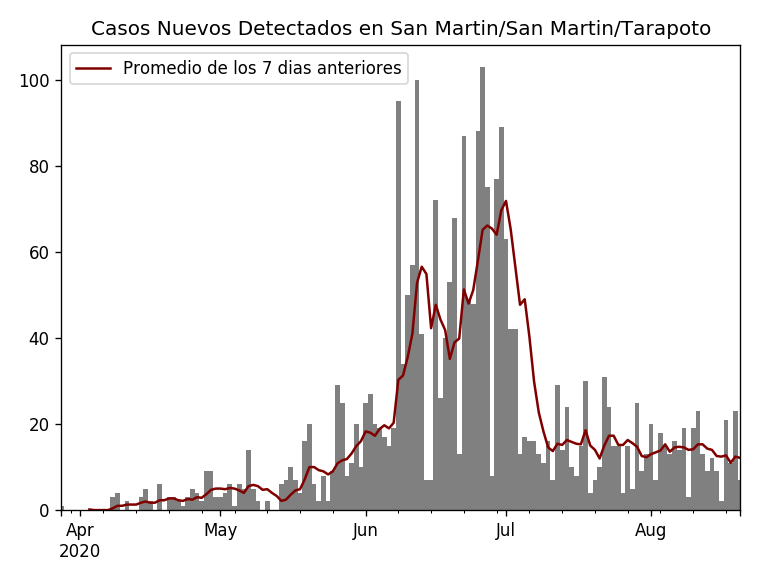 Casos Nuevos Detectados en San Martin/San Martin/Tarapoto
Promedio de los 7 dias anteriores
100
80
60
40
20
0
Apr May Jun Jul Aug
2020